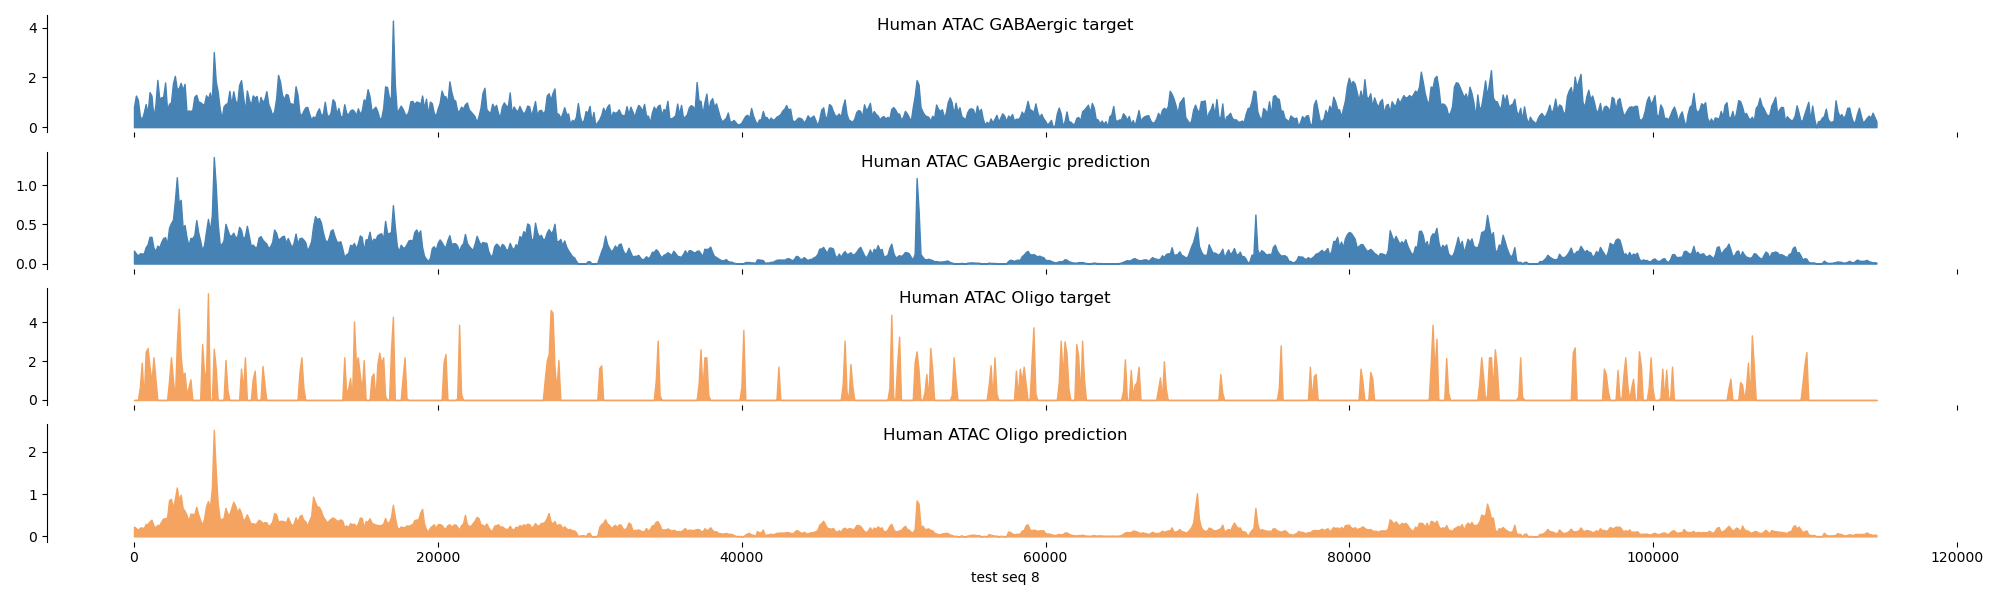 Human ATAC GABAergic target
4
2
0
Human ATAC GABAergic prediction
1.0
0.5
0.0
Human ATAC Oligo target
4
2
0
Human ATAC Oligo prediction
2
1
0
0 20000 40000 60000 80000 100000 120000
test seq 8